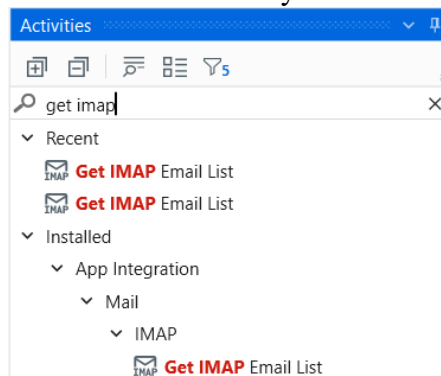 Activities
5
get imap
Recent
IMAP Get IMAP Email List
IMAP Get IMAP Email List
Installed
App Integration
Mail
IMAP
IMAP Get IMAP Email List